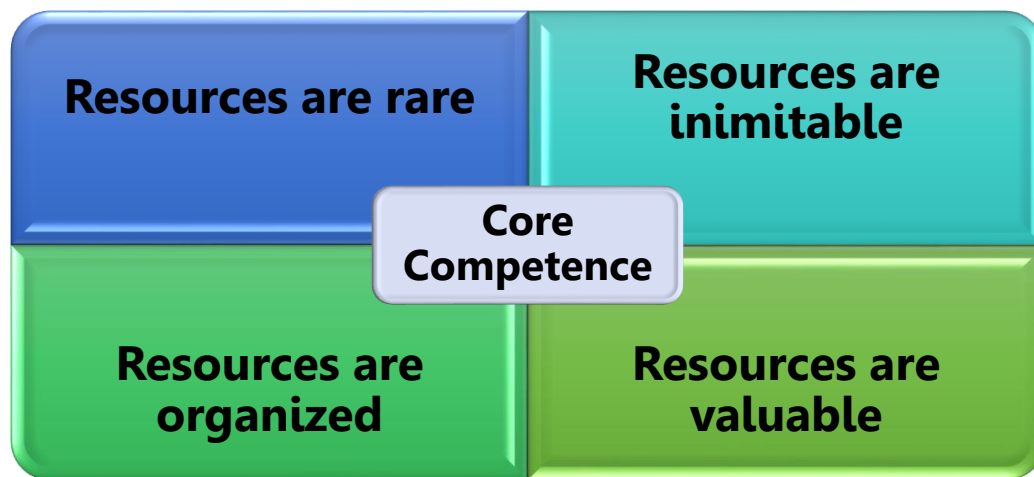 Resources are rare
Resources are
inimitable
Core
Competence
Resources are
organized
Resources are
valuable